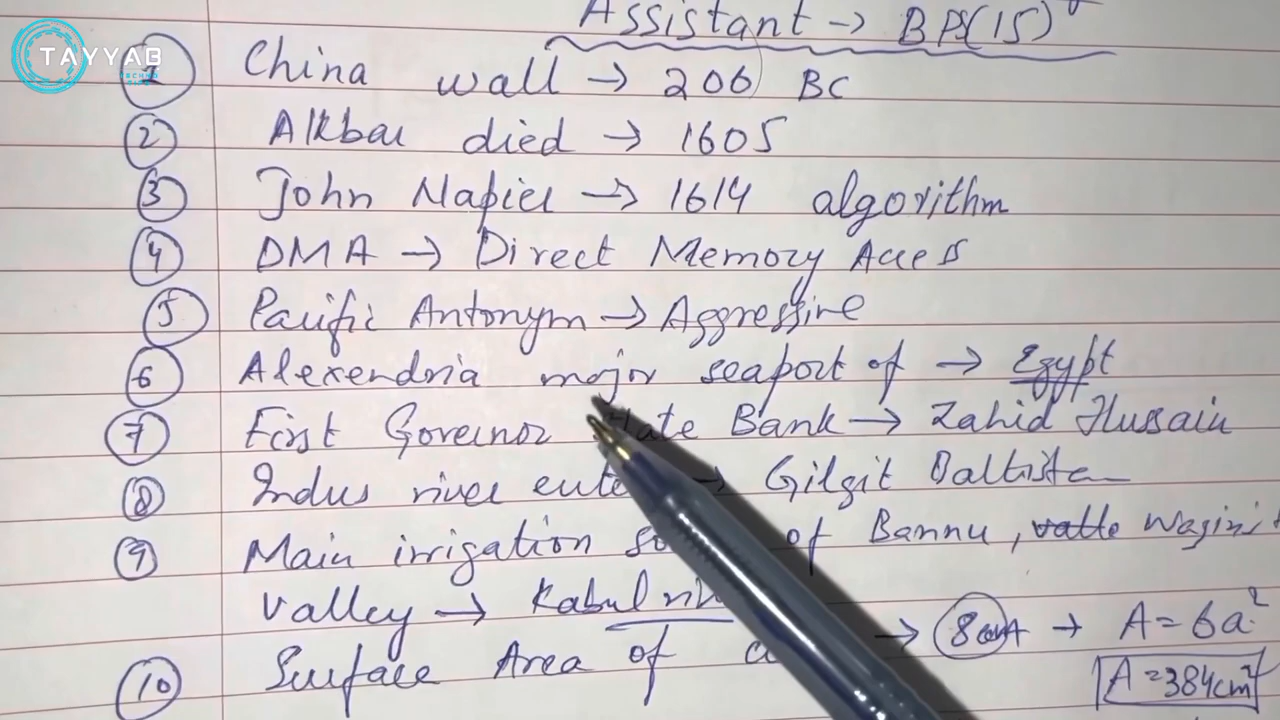 TAYYAB
Assistant → BPS(15)
1 China wall → 206 BC
2 Akbar died → 1605
3 John Napier → 1614 algorithm
4 DMA → Direct Memory Access
5 Pacific Antonym → Aggressive
6 Alexendria major seaport of → Egypt
7 First Governor State Bank → Zahid Hussain
8 Indus river → Gilgit Baltistan
9 Main irrigation of Bannu,
valley → Kabul
10 Surface Area of → A = 6a²
A = 384cm²